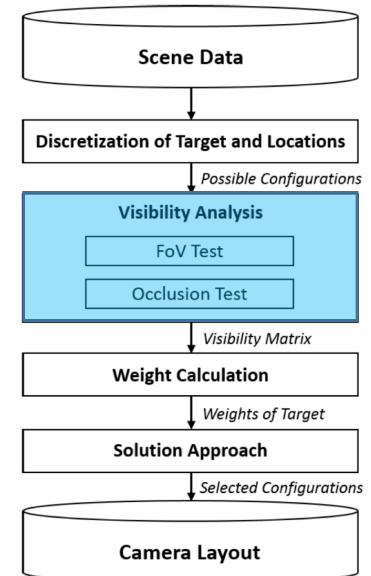 Scene Data
Discretization of Target and Locations
Possible Configurations
Visibility Analysis
FoV Test
Occlusion Test
Visibility Matrix
Weight Calculation
Weights of Target
Solution Approach
Selected Configurations
Camera Layout